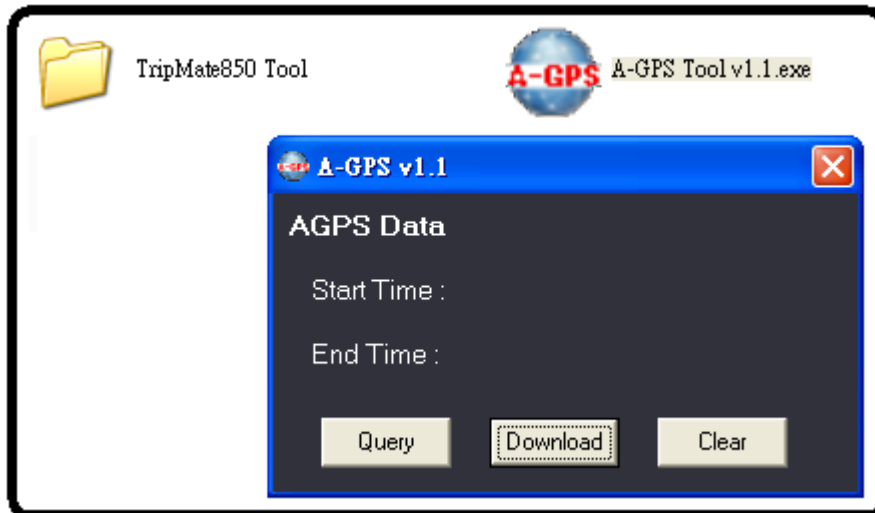 TripMate850 Tool
A-GPS
A-GPS Tool v1.1.exe
A-GPS
A-GPS v1.1
AGPS Data
Start Time :
End Time :
Query
Download
Clear